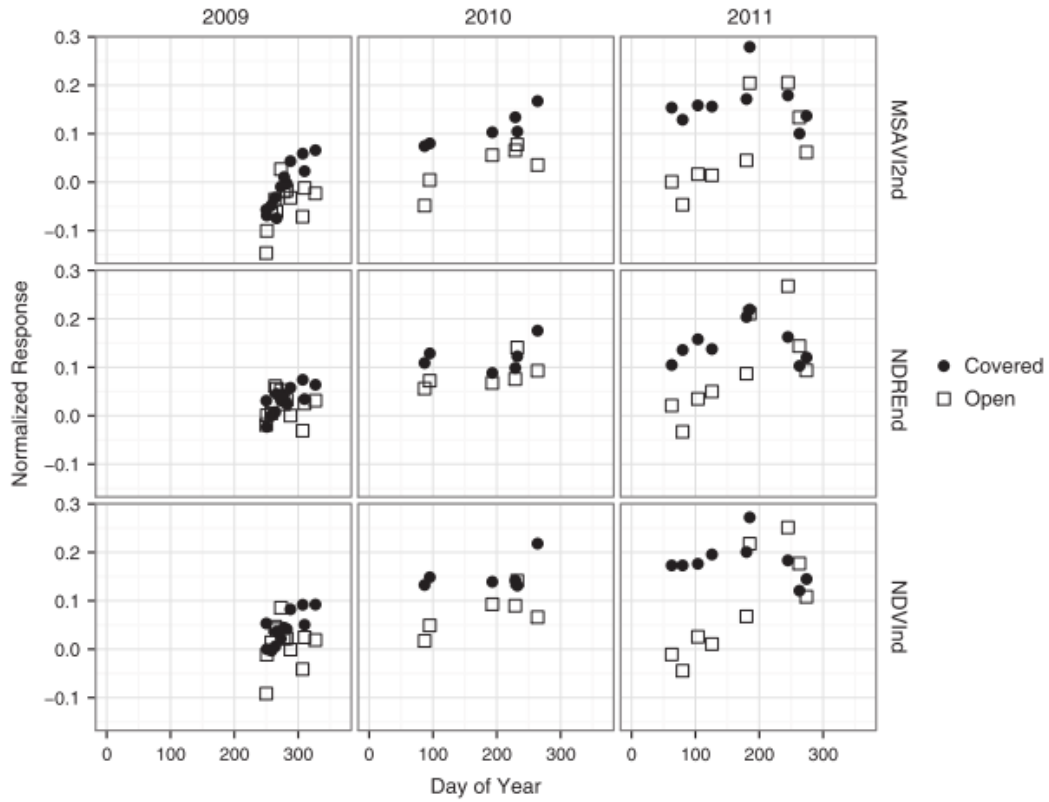 2009 2010 2011
0.3
0.2
0.1
0.0
−0.1
MSAVI2nd
0.3
0.2
0.1
0.0
−0.1
NDREnd
0.3
0.2
0.1
0.0
−0.1
NDVInd
Normalized Response
Covered
Open
0 100 200 300 0 100 200 300 0 100 200 300
Day of Year